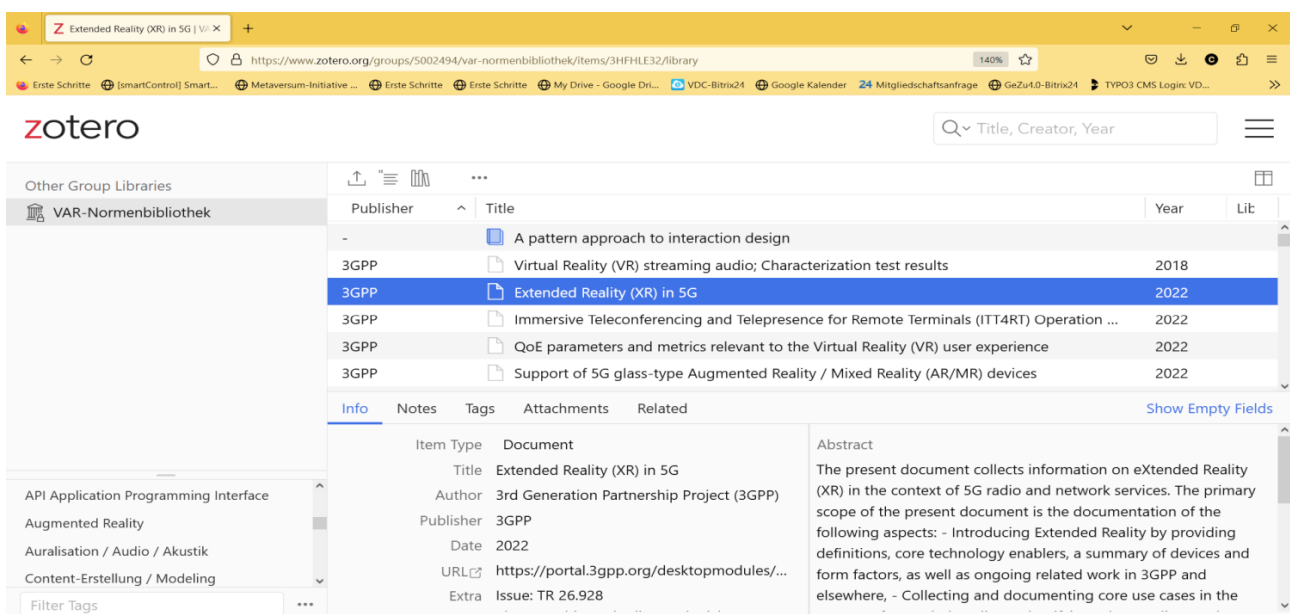 Extended Reality (XR) in 5G | VA
https://www.zotero.org/groups/5002494/var-normenbibliothek/items/3HFHLE32/library
140%
Erste Schritte [smartControl] Smart... Metaversum-Initiative ... Erste Schritte Erste Schritte My Drive - Google Dri... VDC-Bitrix24 Google Kalender 24 Mitgliedschaftsanfrage GeZu4.0-Bitrix24 TYPO3 CMS Login: VD...
zotero
Title, Creator, Year
Other Group Libraries
VAR-Normenbibliothek
API Application Programming Interface
Augmented Reality
Auralisation / Audio / Akustik
Content-Erstellung / Modeling
Filter Tags
Publisher Title Year Lit
- A pattern approach to interaction design
3GPP Virtual Reality (VR) streaming audio; Characterization test results 2018
3GPP Extended Reality (XR) in 5G 2022
3GPP Immersive Teleconferencing and Telepresence for Remote Terminals (ITT4RT) Operation ... 2022
3GPP QoE parameters and metrics relevant to the Virtual Reality (VR) user experience 2022
3GPP Support of 5G glass-type Augmented Reality / Mixed Reality (AR/MR) devices 2022
Info Notes Tags Attachments Related Show Empty Fields
Item Type Document
Title Extended Reality (XR) in 5G
Author 3rd Generation Partnership Project (3GPP)
Publisher 3GPP
Date 2022
URL https://portal.3gpp.org/desktopmodules/...
Extra Issue: TR 26.928
Abstract
The present document collects information on eXtended Reality
(XR) in the context of 5G radio and network services. The primary
scope of the present document is the documentation of the
following aspects: - Introducing Extended Reality by providing
definitions, core technology enablers, a summary of devices and
form factors, as well as ongoing related work in 3GPP and
elsewhere, - Collecting and documenting core use cases in the